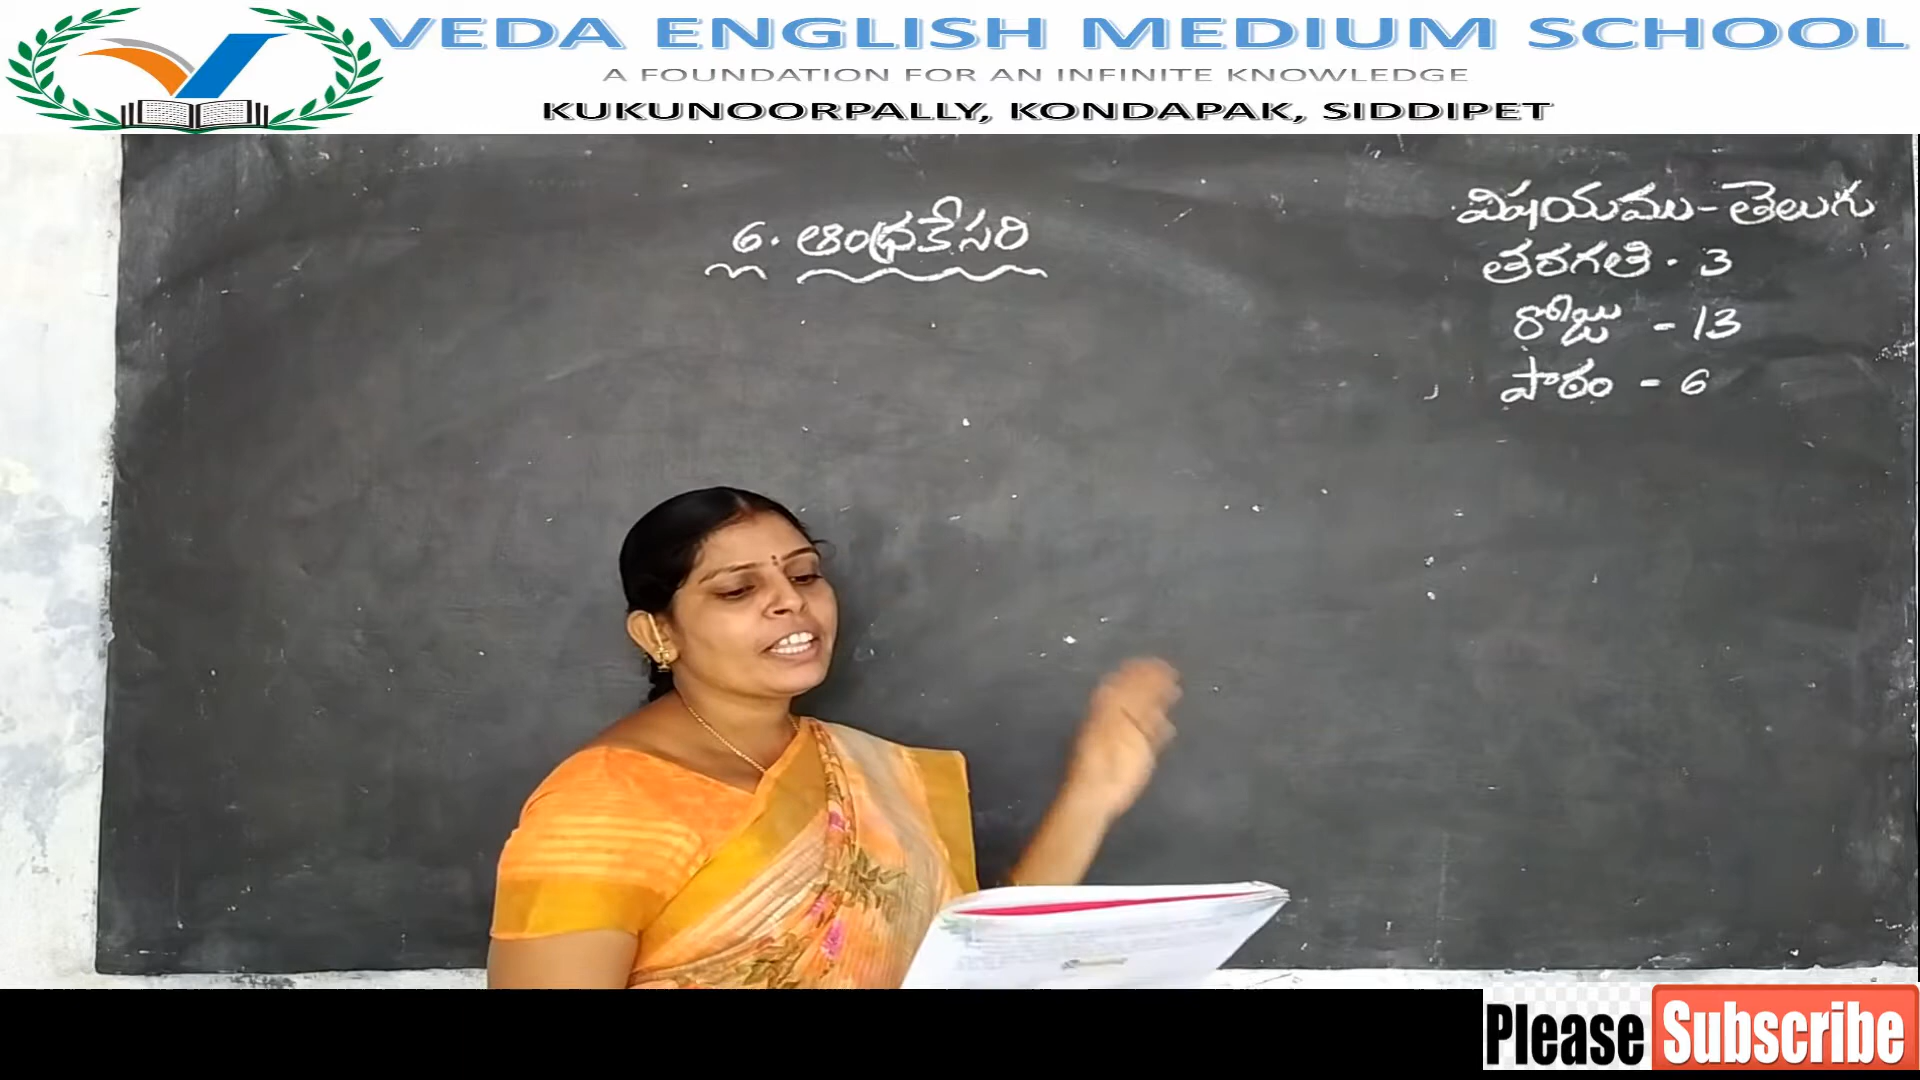 VEDA ENGLISH MEDIUM SCHOOL
A FOUNDATION FOR AN INFINITE KNOWLEDGE
KUKUNOORPALLY, KONDAPAK, SIDDIPET
6. ఆంధ్రకేసరి
విషయము - తెలుగు
తరగతి - 3
రోజు - 13
పాఠం - 6
Please Subscribe